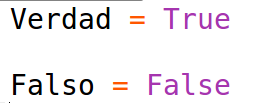 Verdad = True
Falso = False